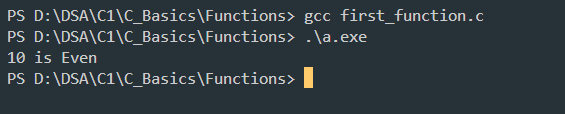 PS D:\DSA\C1\C_Basics\Functions> gcc first_function.c
PS D:\DSA\C1\C_Basics\Functions> .\a.exe
10 is Even
PS D:\DSA\C1\C_Basics\Functions>